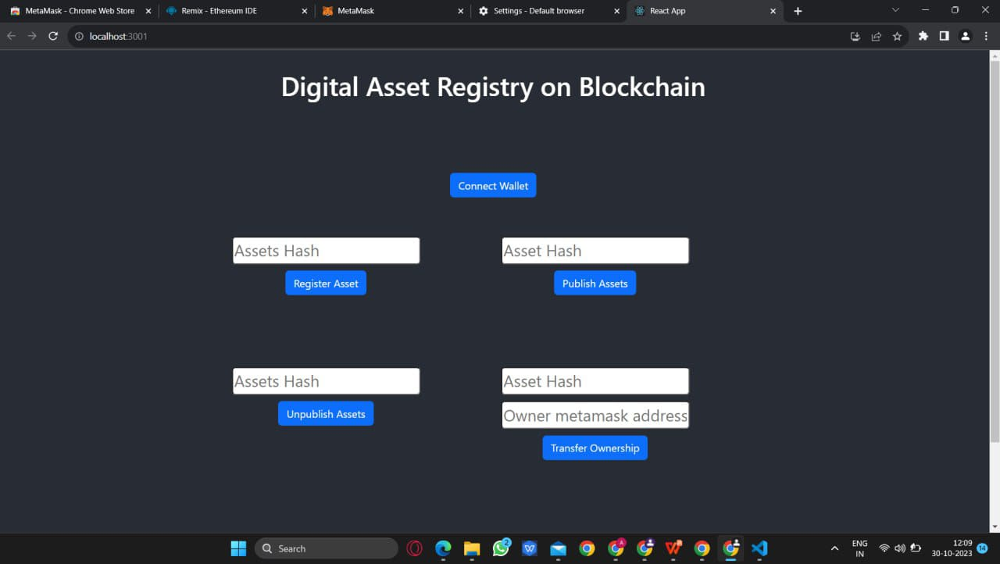 MetaMask - Chrome Web Store
Remix - Ethereum IDE
MetaMask
Settings - Default browser
React App
localhost:3001
Digital Asset Registry on Blockchain
Connect Wallet
Assets Hash
Asset Hash
Register Asset
Publish Assets
Assets Hash
Asset Hash
Unpublish Assets
Owner metamask address
Transfer Ownership
Search
2
A
ENG
IN
12:09
30-10-2023
14